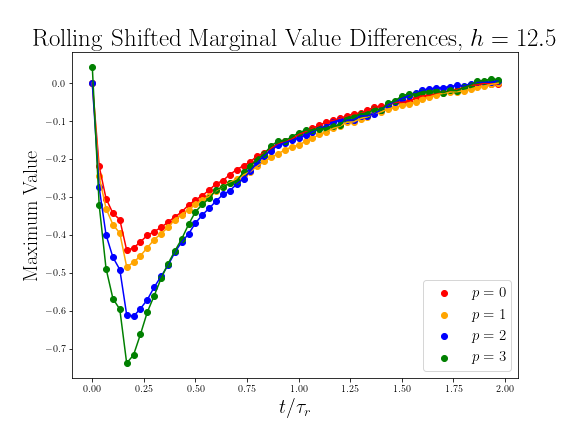 Rolling Shifted Marginal Value Differences, h = 12.5
Maximum Value
0.0
−0.1
−0.2
−0.3
−0.4
−0.5
−0.6
−0.7
p = 0
p = 1
p = 2
p = 3
0.00 0.25 0.50 0.75 1.00 1.25 1.50 1.75 2.00
t/τ_r